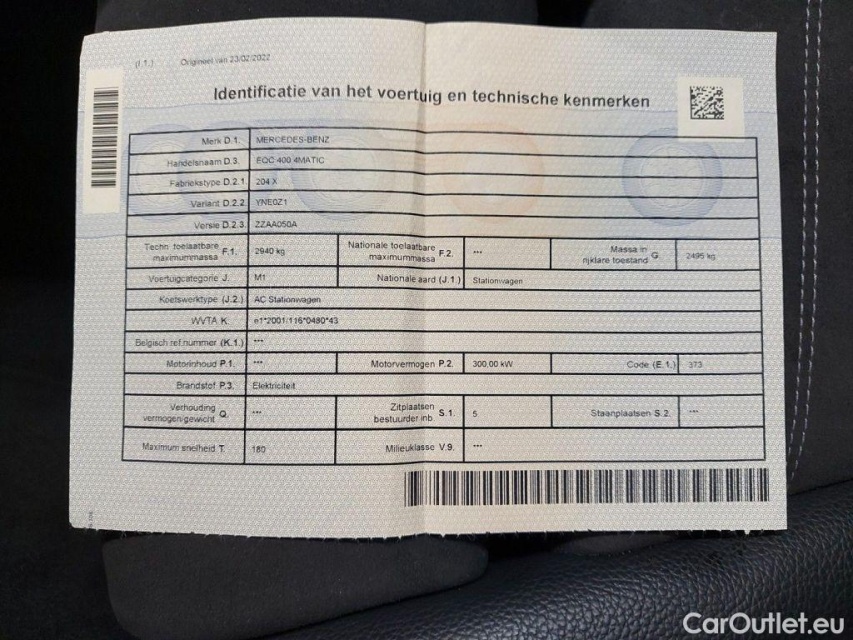 (I.1.) Origineel van 23/02/2022
Identificatie van het voertuig en technische kenmerken
Merk D.1. MERCEDES-BENZ
Handelsnaam D.3. EQC 400 4MATIC
Fabriekstype D.2.1 204 X
Variant D.2.2 YNE0Z1
Versie D.2.3 ZZAA050A
Techn toelaatbare maximummassa F.1. 2940 kg Nationale toelaatbare maximummassa F.2. *** Massa in rijklare toestand G 2495 kg
Voertuigcategorie J. M1 Nationale aard (J.1.) Stationwagen
Koetswerktype (J.2.) AC Stationwagen
WVTA K. e1*2001/116*0480*43
Belgisch ref.nummer (K.1.) ***
Motorinhoud P.1. *** Motorvermogen P.2. 300,00 kW Code (E.1.) 373
Brandstof P.3. Elektriciteit
Verhouding vermogen/gewicht Q. *** Zitplaatsen bestuurder inb. S.1. 5 Staanplaatsen S.2. ***
Maximum snelheid T. 180 Milieuklasse V.9. ***
CarOutlet.eu